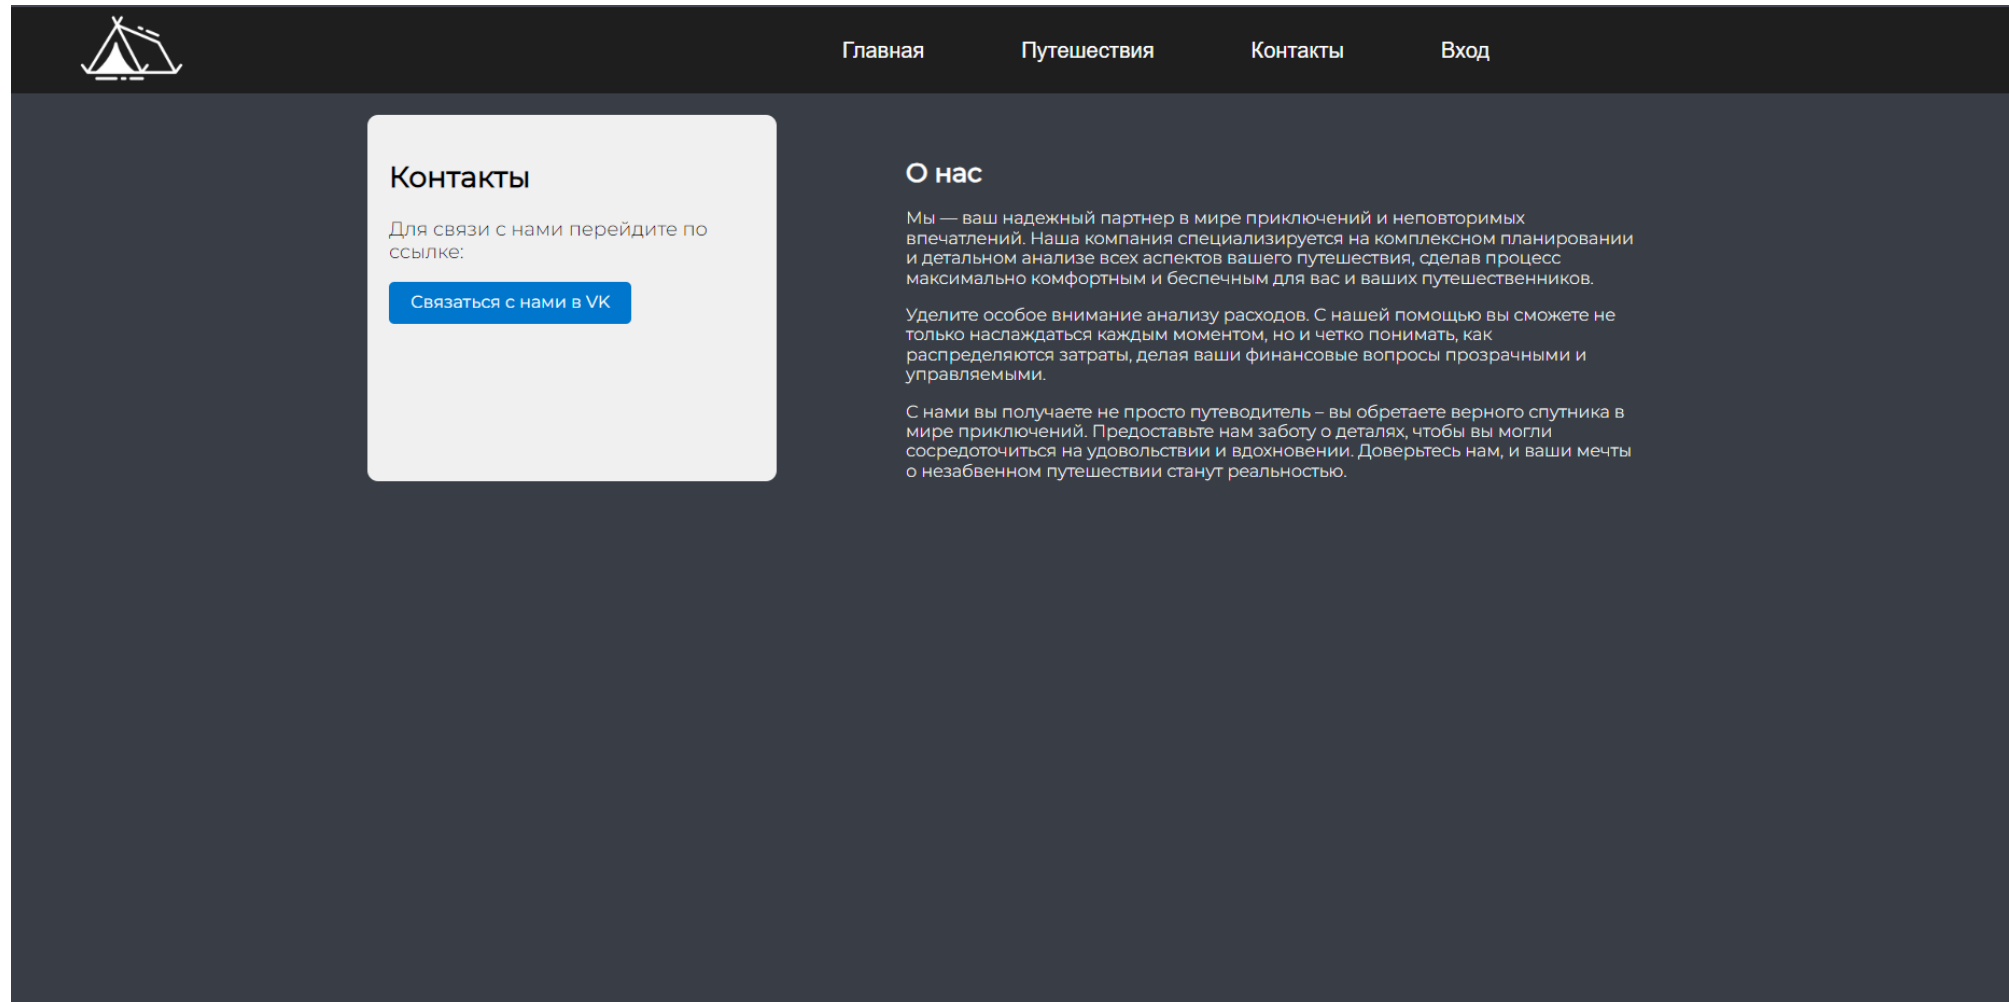 Главная Путешествия Контакты Вход
Контакты
Для связи с нами перейдите по
ссылке:
Связаться с нами в VK
О нас
Мы — ваш надежный партнер в мире приключений и неповторимых
впечатлений. Наша компания специализируется на комплексном планировании
и детальном анализе всех аспектов вашего путешествия, сделав процесс
максимально комфортным и беспечным для вас и ваших путешественников.
Уделите особое внимание анализу расходов. С нашей помощью вы сможете не
только наслаждаться каждым моментом, но и четко понимать, как
распределяются затраты, делая ваши финансовые вопросы прозрачными и
управляемыми.
С нами вы получаете не просто путеводитель – вы обретаете верного спутника в
мире приключений. Предоставьте нам заботу о деталях, чтобы вы могли
сосредоточиться на удовольствии и вдохновении. Доверьтесь нам, и ваши мечты
о незабвенном путешествии станут реальностью.